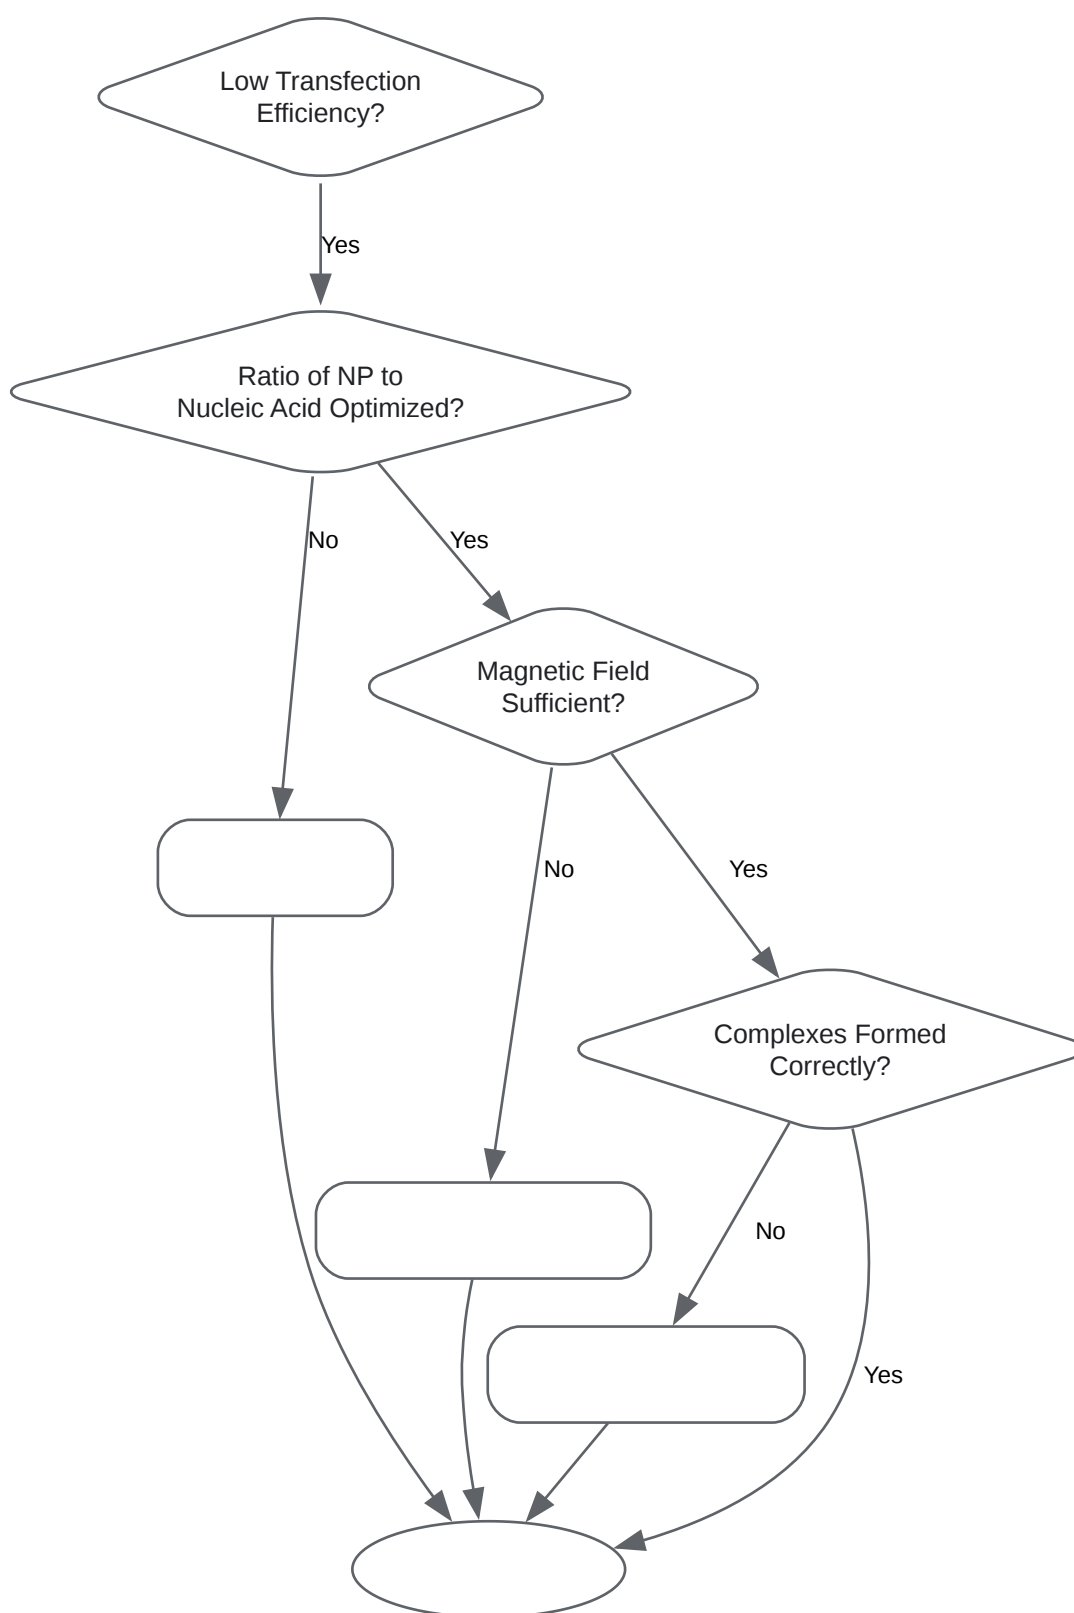 Low Transfection
Efficiency?
Yes
Ratio of NP to
Nucleic Acid Optimized?
No
Yes
Magnetic Field
Sufficient?
No
Yes
Complexes Formed
Correctly?
No
Yes